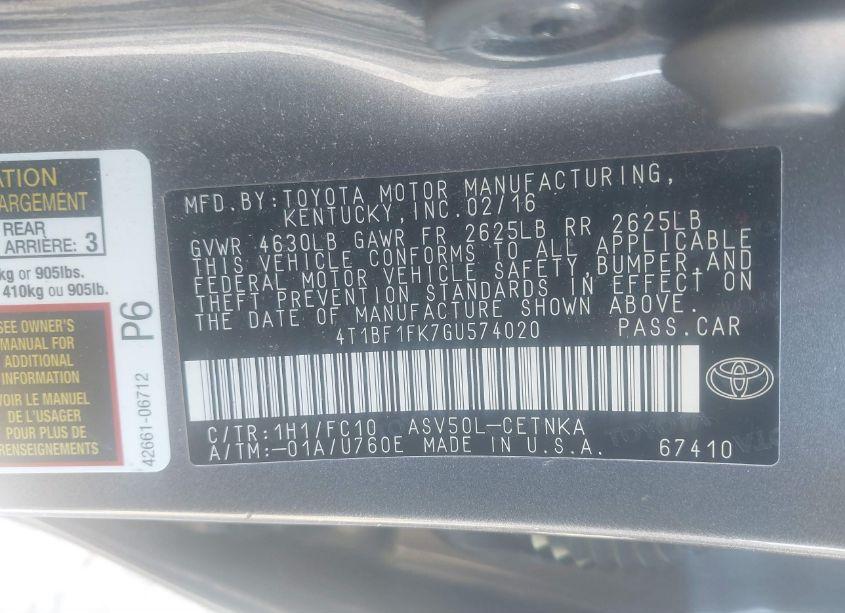 ATION
ARGEMENT
REAR
ARRIÈRE: 3
kg or 905lbs.
410kg ou 905lb.
SEE OWNER'S
MANUAL FOR
ADDITIONAL
INFORMATION
VOIR LE MANUEL
DE L'USAGER
POUR PLUS DE
RENSEIGNEMENTS
P6
42661-06712
MFD.BY:TOYOTA MOTOR MANUFACTURING,
KENTUCKY,INC.02/16
GVWR 4630LB GAWR FR 2625LB RR 2625LB
THIS VEHICLE CONFORMS TO ALL APPLICABLE
FEDERAL MOTOR VEHICLE SAFETY,BUMPER,AND
THEFT PREVENTION STANDARDS IN EFFECT ON
THE DATE OF MANUFACTURE SHOWN ABOVE.
4T1BF1FK7GU574020 PASS.CAR
C/TR:1H1/FC10 ASV50L-CETNKA
A/TM:-01A/U760E MADE IN U.S.A. 67410